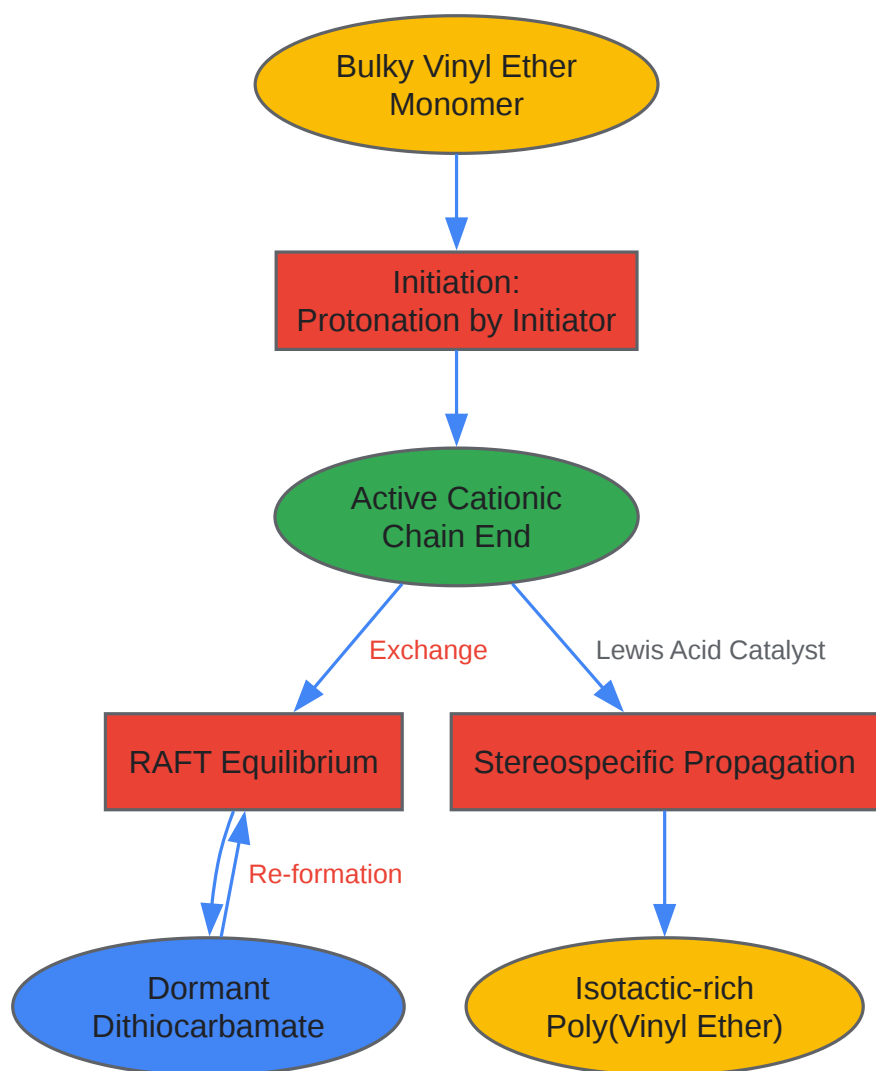 Bulky Vinyl Ether
Monomer
Initiation:
Protonation by Initiator
Active Cationic
Chain End
Exchange
Lewis Acid Catalyst
RAFT Equilibrium
Stereospecific Propagation
Re-formation
Dormant
Dithiocarbamate
Isotactic-rich
Poly(Vinyl Ether)